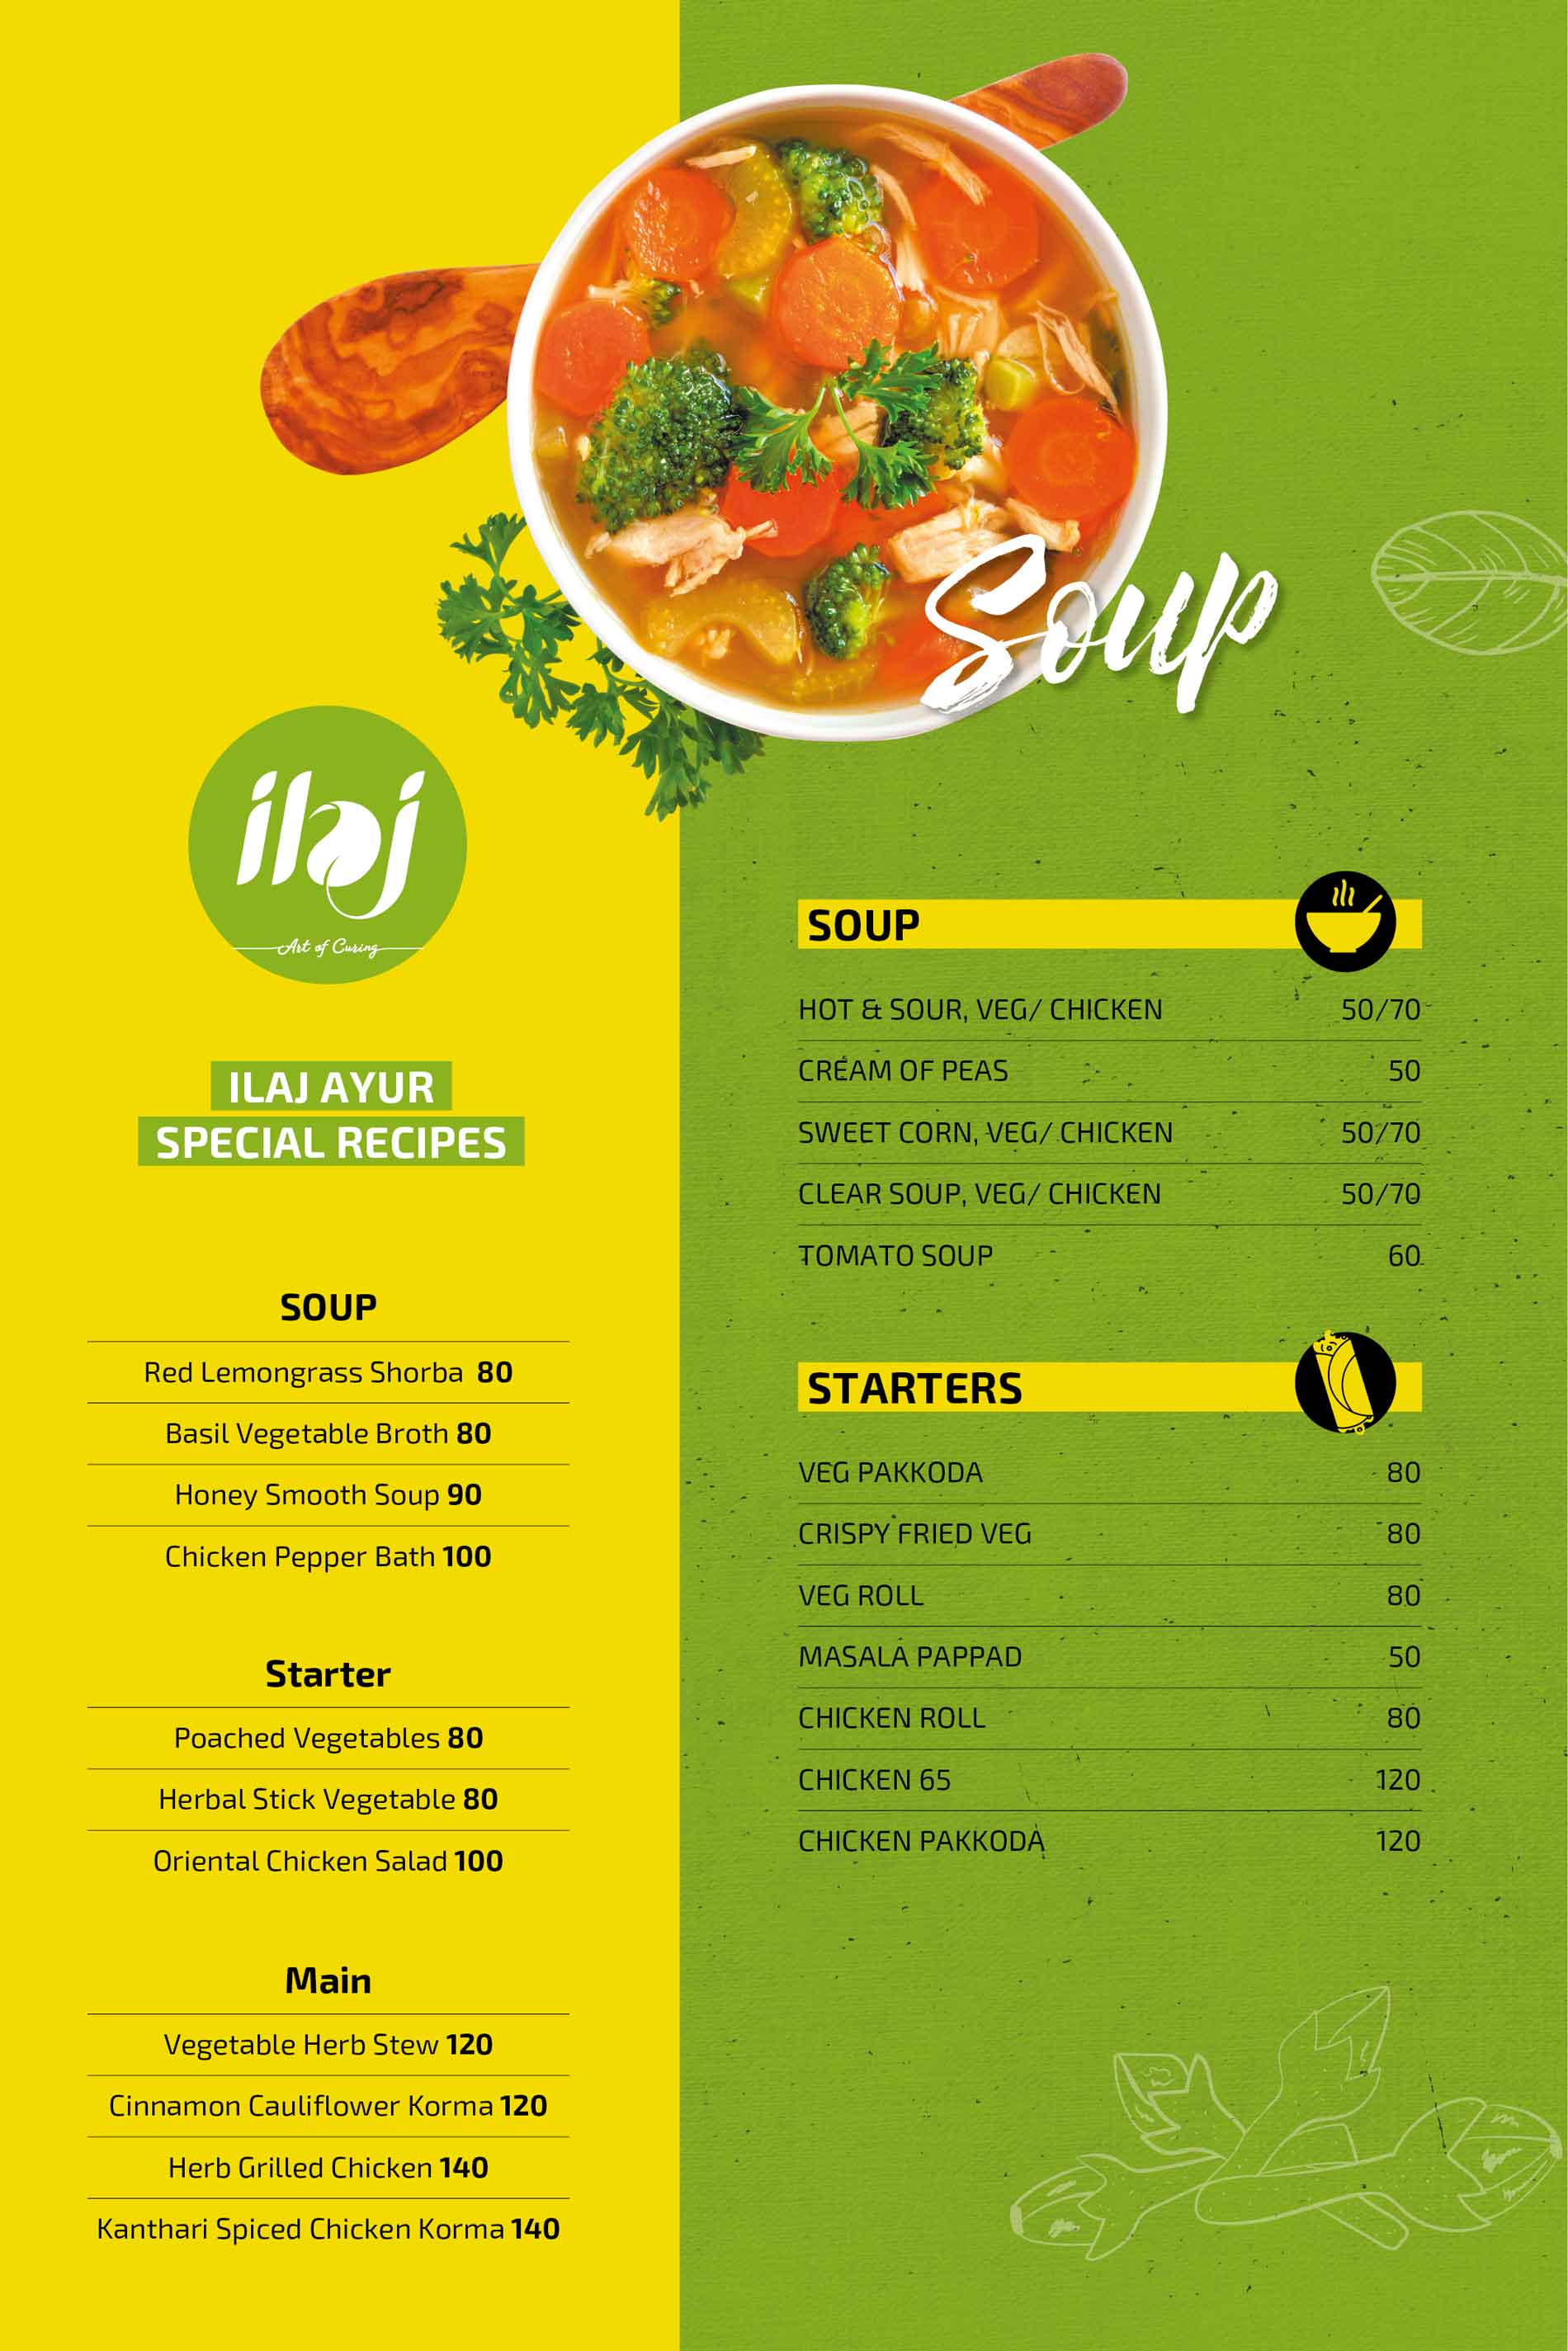 Soup
ilaj
Art of Curing
ILAJ AYUR
SPECIAL RECIPES
SOUP
Red Lemongrass Shorba 80
Basil Vegetable Broth 80
Honey Smooth Soup 90
Chicken Pepper Bath 100
Starter
Poached Vegetables 80
Herbal Stick Vegetable 80
Oriental Chicken Salad 100
Main
Vegetable Herb Stew 120
Cinnamon Cauliflower Korma 120
Herb Grilled Chicken 140
Kanthari Spiced Chicken Korma 140
SOUP
HOT & SOUR, VEG/ CHICKEN 50/70
CREAM OF PEAS 50
SWEET CORN, VEG/ CHICKEN 50/70
CLEAR SOUP, VEG/ CHICKEN 50/70
TOMATO SOUP 60
STARTERS
VEG PAKKODA 80
CRISPY FRIED VEG 80
VEG ROLL 80
MASALA PAPPAD 50
CHICKEN ROLL 80
CHICKEN 65 120
CHICKEN PAKKODA 120